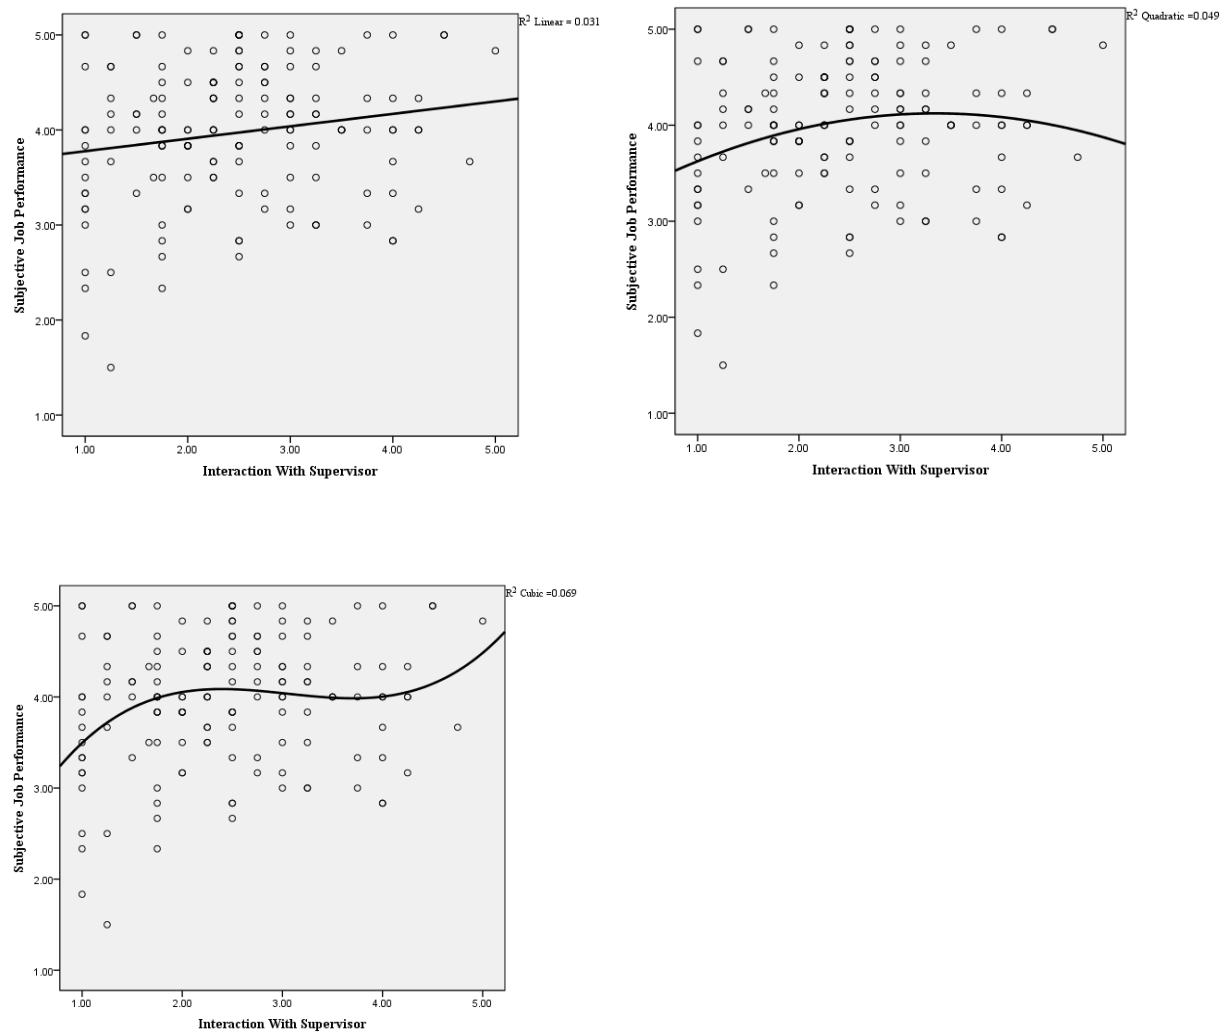 R² Linear = 0.031
5.00
4.00
3.00
2.00
1.00
Subjective Job Performance
1.00 2.00 3.00 4.00 5.00
Interaction With Supervisor
R² Quadratic =0.049
5.00
4.00
3.00
2.00
1.00
Subjective Job Performance
1.00 2.00 3.00 4.00 5.00
Interaction With Supervisor
R² Cubic =0.069
5.00
4.00
3.00
2.00
1.00
Subjective Job Performance
1.00 2.00 3.00 4.00 5.00
Interaction With Supervisor